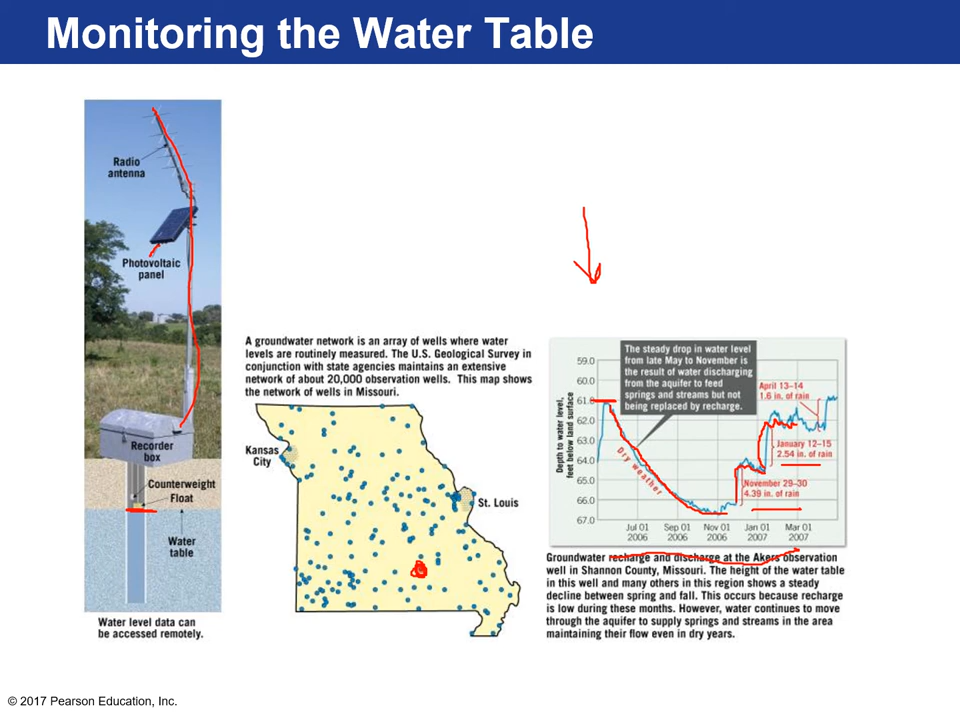 Monitoring the Water Table
Radio
antenna
Photovoltaic
panel
Recorder
box
Counterweight
Float
Water
table
Water level data can
be accessed remotely.
A groundwater network is an array of wells where water
levels are routinely measured. The U.S. Geological Survey in
conjunction with state agencies maintains an extensive
network of about 20,000 observation wells. This map shows
the network of wells in Missouri.
Kansas
City
St. Louis
Depth to water level,
feet below land surface
59.0
60.0
61.0
62.0
63.0
64.0
65.0
66.0
67.0
The steady drop in water level
from late May to November is
the result of water discharging
from the aquifer to feed
springs and streams but not
being replaced by recharge.
Dry weather
April 13–14
1.6 in. of rain
January 12–15
2.54 in. of rain
November 29–30
4.39 in. of rain
Jul 01
2006
Sep 01
2006
Nov 01
2006
Jan 01
2007
Mar 01
2007
Groundwater recharge and discharge at the Akers observation
well in Shannon County, Missouri. The height of the water table
in this well and many others in this region shows a steady
decline between spring and fall. This occurs because recharge
is low during these months. However, water continues to move
through the aquifer to supply springs and streams in the area
maintaining their flow even in dry years.
© 2017 Pearson Education, Inc.